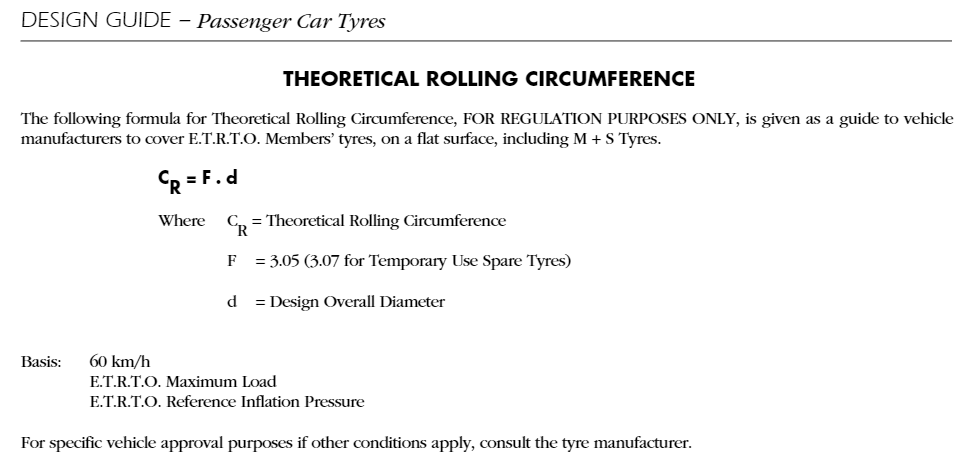 DESIGN GUIDE – Passenger Car Tyres
THEORETICAL ROLLING CIRCUMFERENCE
The following formula for Theoretical Rolling Circumference, FOR REGULATION PURPOSES ONLY, is given as a guide to vehicle
manufacturers to cover E.T.R.T.O. Members' tyres, on a flat surface, including M + S Tyres.
CR = F . d
Where CR = Theoretical Rolling Circumference
F = 3.05 (3.07 for Temporary Use Spare Tyres)
d = Design Overall Diameter
Basis: 60 km/h
E.T.R.T.O. Maximum Load
E.T.R.T.O. Reference Inflation Pressure
For specific vehicle approval purposes if other conditions apply, consult the tyre manufacturer.